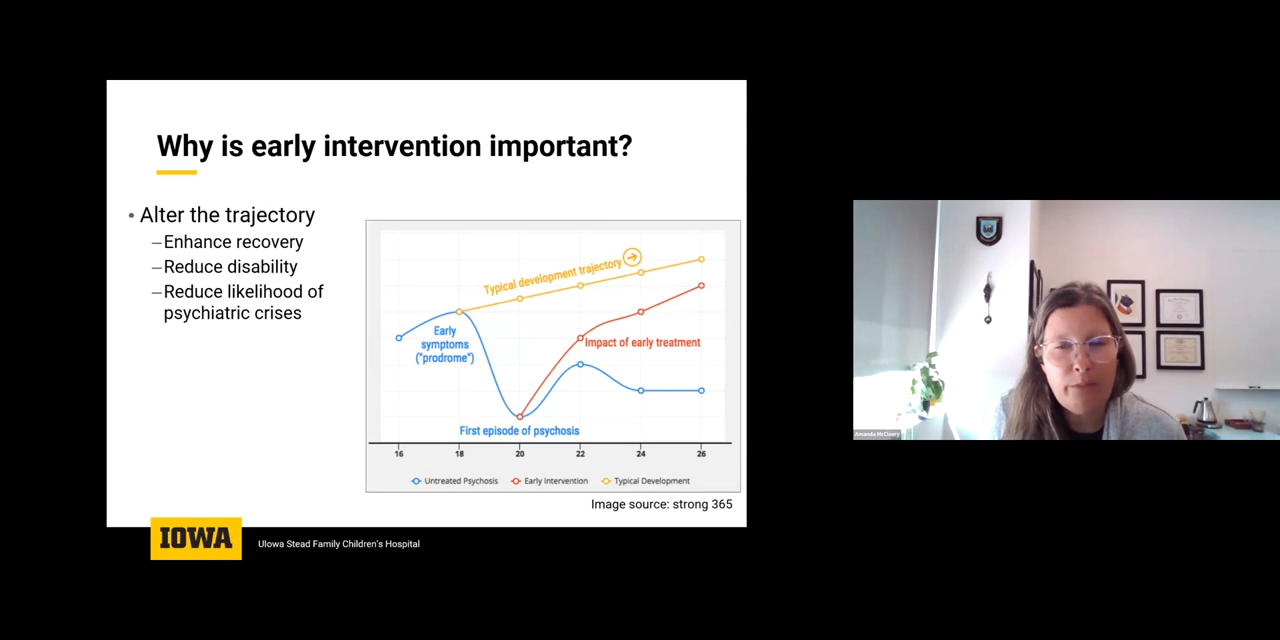 Why is early intervention important?
• Alter the trajectory
–Enhance recovery
–Reduce disability
–Reduce likelihood of
psychiatric crises
Typical development trajectory
Early
symptoms
("prodrome")
Impact of early treatment
First episode of psychosis
16 18 20 22 24 26
Untreated Psychosis Early Intervention Typical Development
Image source: strong 365
IOWA
UIowa Stead Family Children's Hospital
Amanda McCleery